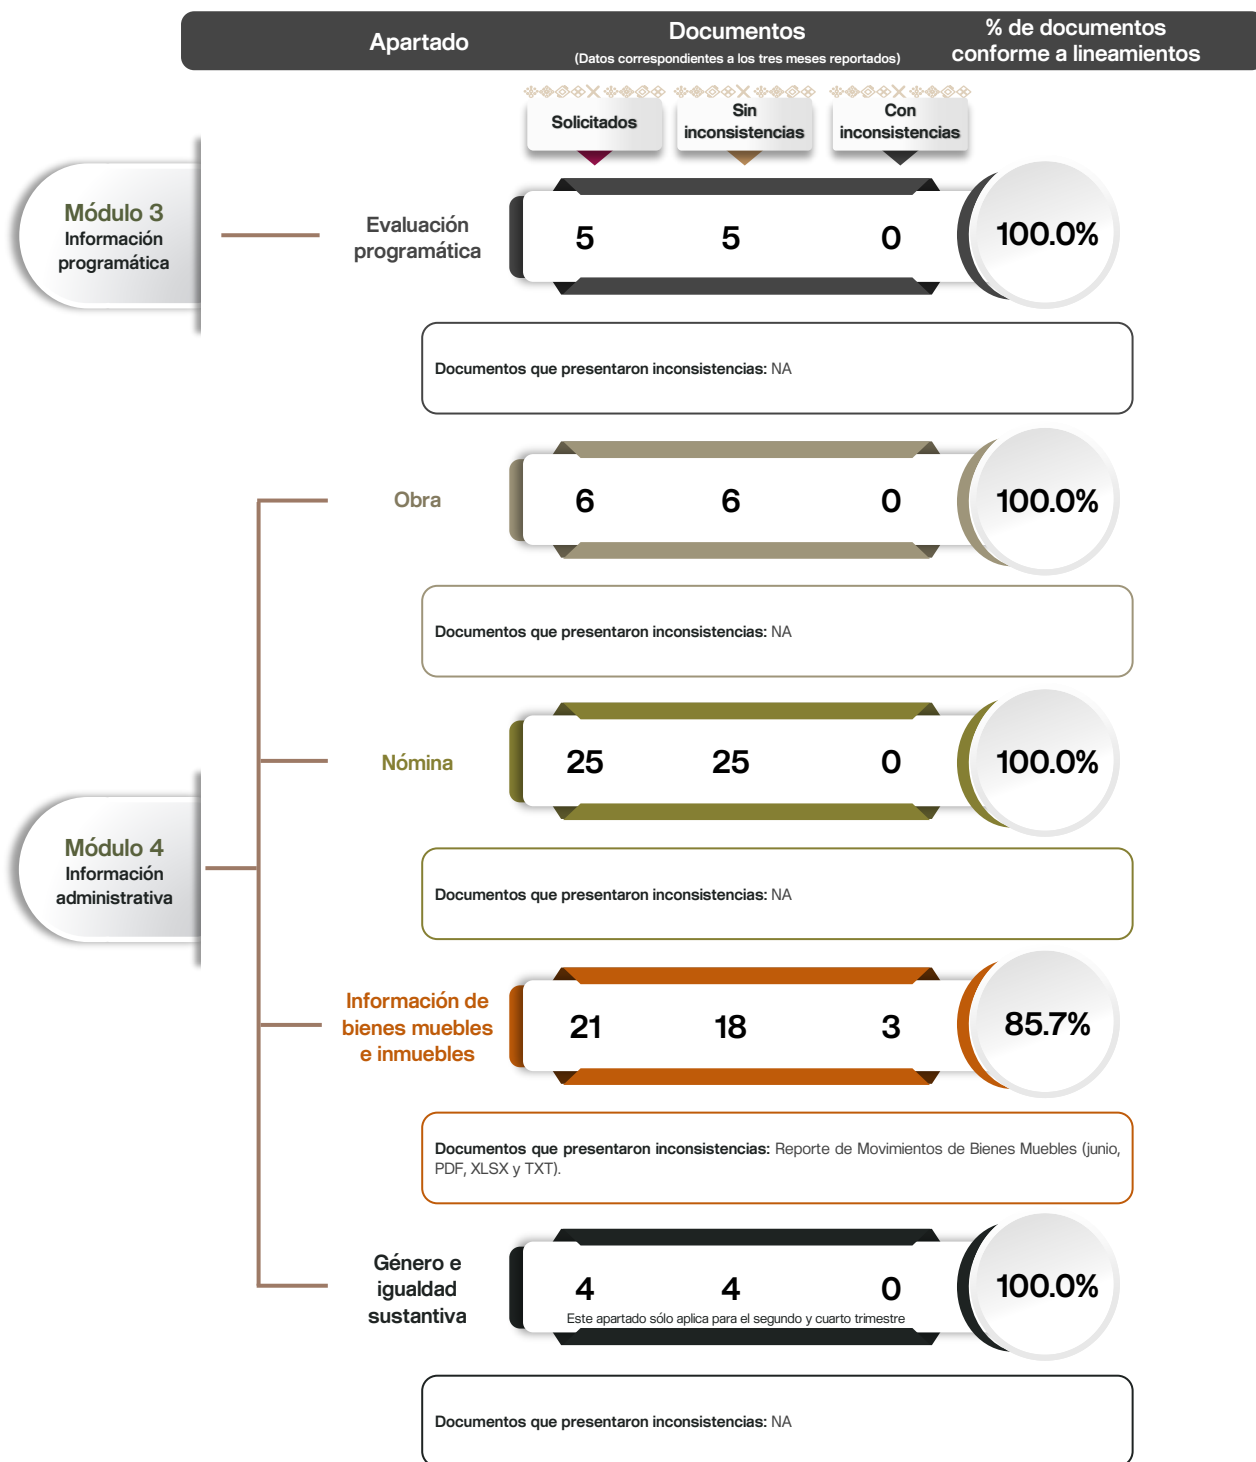 Apartado
Documentos
(Datos correspondientes a los tres meses reportados)
% de documentos
conforme a lineamientos
Solicitados
Sin
inconsistencias
Con
inconsistencias
Módulo 3
Información
programática
Evaluación
programática
5 5 0 100.0%
Documentos que presentaron inconsistencias: NA
Obra
6 6 0 100.0%
Documentos que presentaron inconsistencias: NA
Nómina
25 25 0 100.0%
Módulo 4
Información
administrativa
Documentos que presentaron inconsistencias: NA
Información de
bienes muebles
e inmuebles
21 18 3 85.7%
Documentos que presentaron inconsistencias: Reporte de Movimientos de Bienes Muebles (junio,
PDF, XLSX y TXT).
Género e
igualdad
sustantiva
4 4 0 100.0%
Este apartado sólo aplica para el segundo y cuarto trimestre
Documentos que presentaron inconsistencias: NA